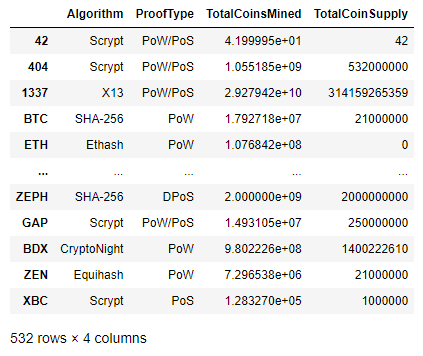 Algorithm ProofType TotalCoinsMined TotalCoinSupply
42 Scrypt PoW/PoS 4.199995e+01 42
404 Scrypt PoW/PoS 1.055185e+09 532000000
1337 X13 PoW/PoS 2.927942e+10 314159265359
BTC SHA-256 PoW 1.792718e+07 21000000
ETH Ethash PoW 1.076842e+08 0
... ... ... ... ...
ZEPH SHA-256 DPoS 2.000000e+09 2000000000
GAP Scrypt PoW/PoS 1.493105e+07 250000000
BDX CryptoNight PoW 9.802226e+08 1400222610
ZEN Equihash PoW 7.296538e+06 21000000
XBC Scrypt PoS 1.283270e+05 1000000
532 rows × 4 columns